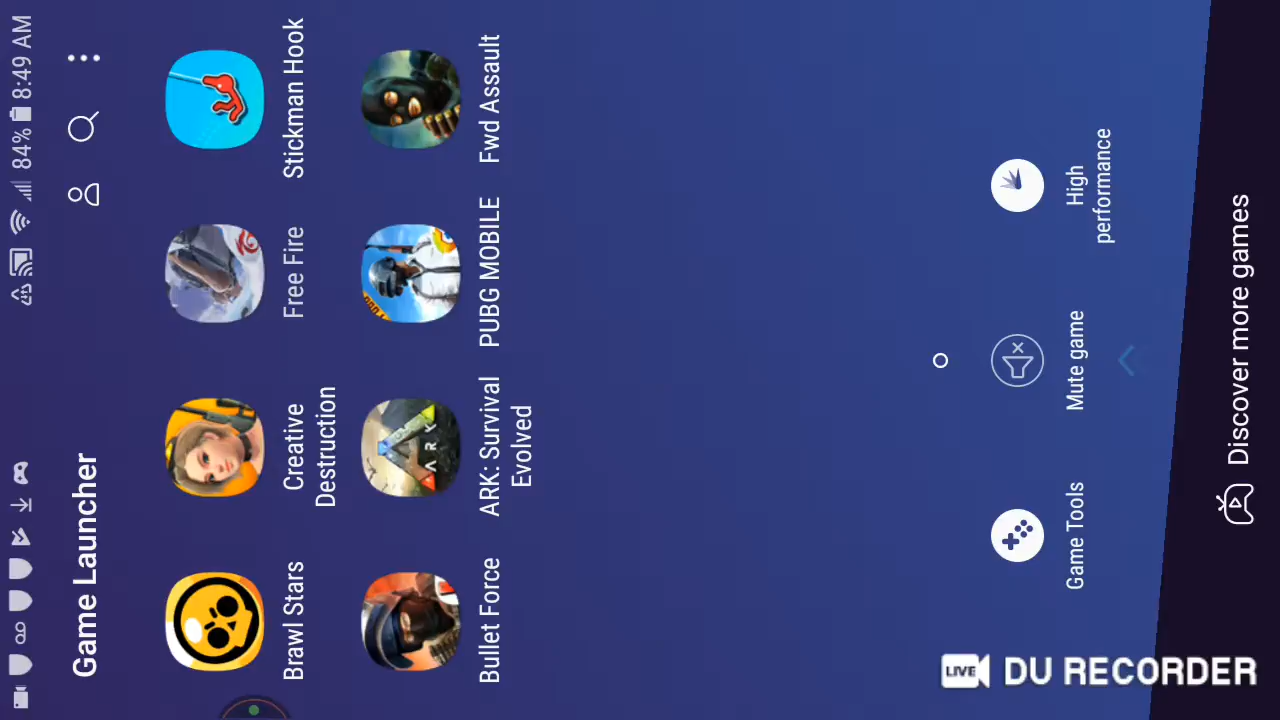 84% 8:49 AM
Game Launcher
Brawl Stars
Creative
Destruction
Free Fire
Stickman Hook
Bullet Force
ARK: Survival
Evolved
PUBG MOBILE
Fwd Assault
ARK
Game Tools
Mute game
High
performance
Discover more games
LIVE
DU RECORDER